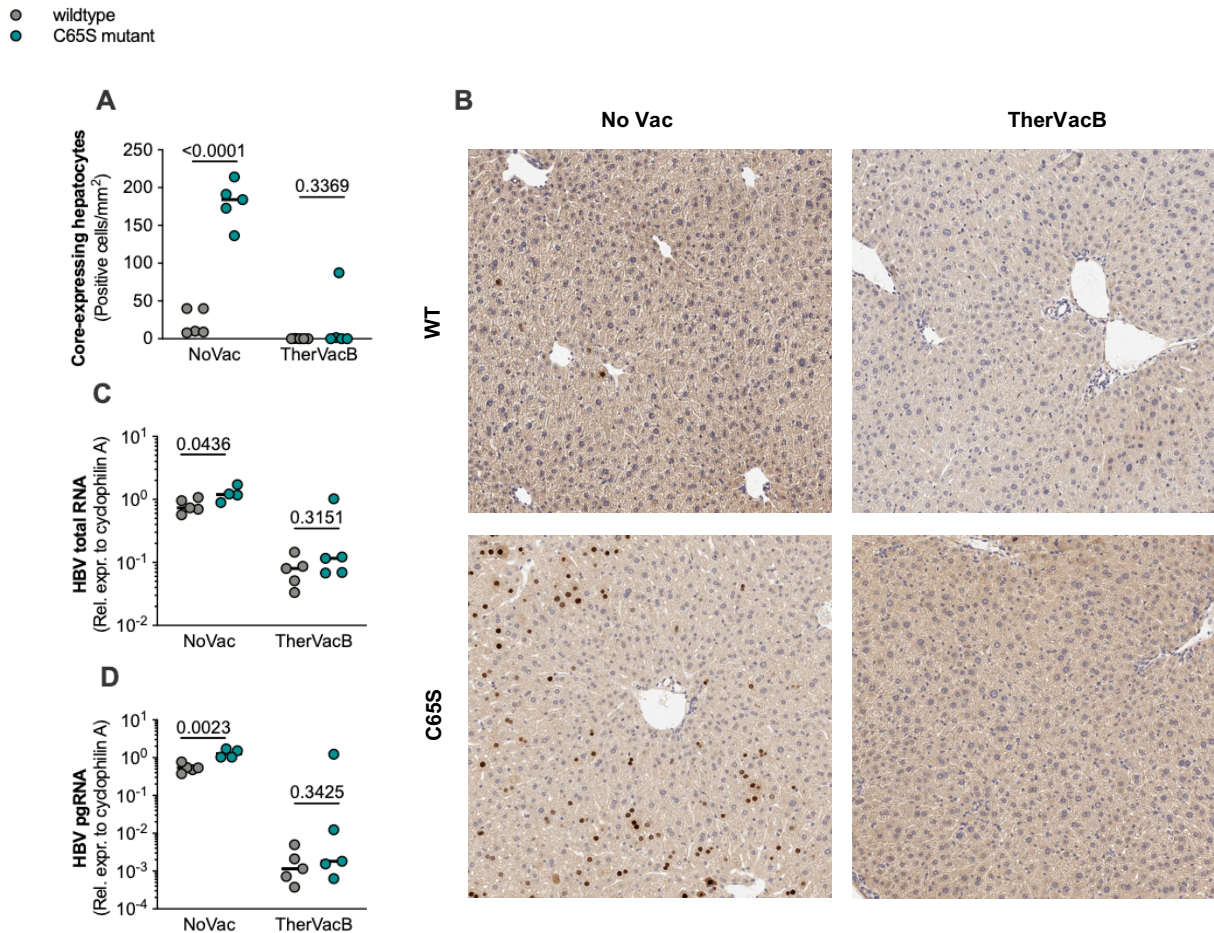 wildtype
C65S mutant
A
Core-expressing hepatocytes
(Positive cells/mm²)
250
200
150
100
50
0
<0.0001
0.3369
NoVac
TherVacB
B
No Vac
TherVacB
WT
C65S
C
HBV total RNA
(Rel. expr. to cyclophilin A)
10¹
10⁰
10⁻¹
10⁻²
0.0436
0.3151
NoVac
TherVacB
D
HBV pgRNA
(Rel. expr. to cyclophilin A)
10¹
10⁰
10⁻¹
10⁻²
10⁻³
10⁻⁴
0.0023
0.3425
NoVac
TherVacB